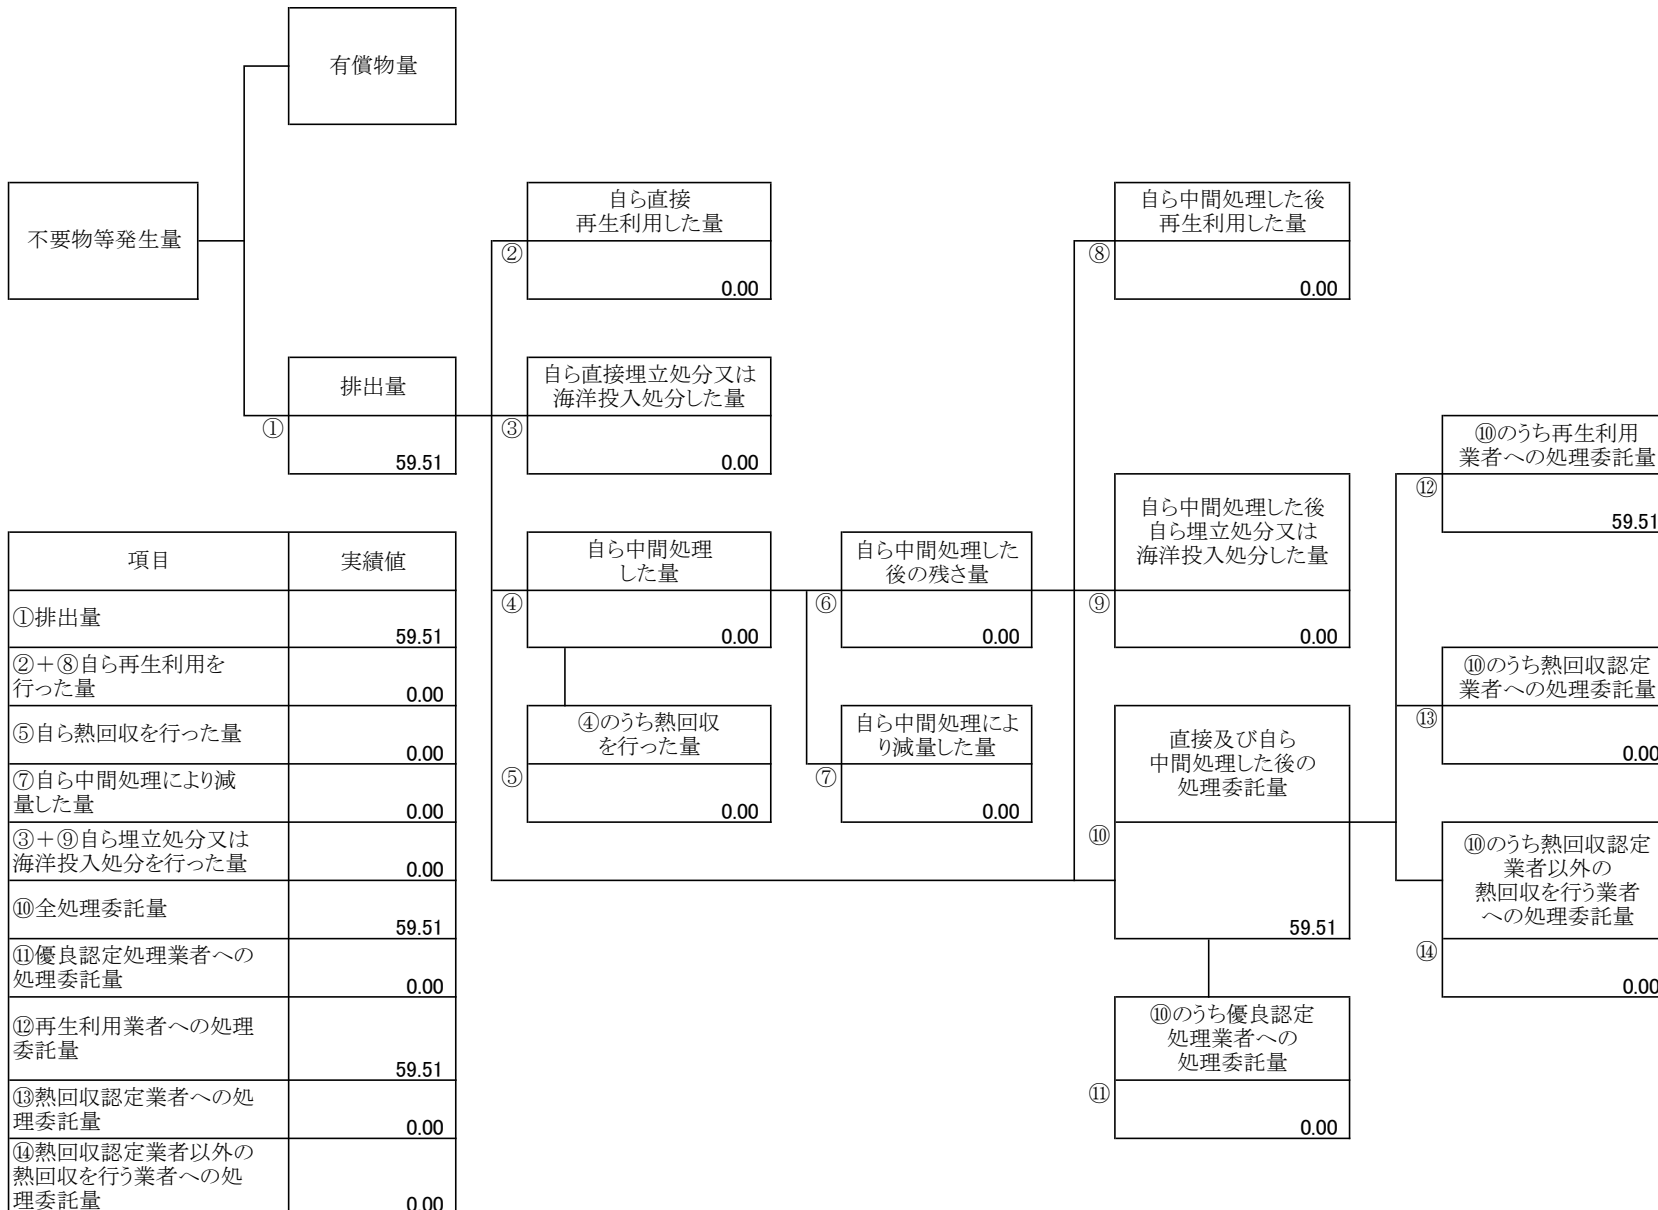 有償物量
不要物等発生量
自ら直接
再生利用した量
②
0.00
自ら中間処理した後
再生利用した量
⑧
0.00
排出量
①
59.51
自ら直接埋立処分又は
海洋投入処分した量
③
0.00
⑩のうち再生利用
業者への処理委託量
⑫
59.51
自ら中間処理
した量
④
0.00
自ら中間処理した
後の残さ量
⑥
0.00
自ら中間処理した後
自ら埋立処分又は
海洋投入処分した量
⑨
0.00
④のうち熱回収
を行った量
⑤
0.00
自ら中間処理によ
り減量した量
⑦
0.00
直接及び自ら
中間処理した後の
処理委託量
⑩
59.51
⑩のうち熱回収認定
業者への処理委託量
⑬
0.00
⑩のうち熱回収認定
業者以外の
熱回収を行う業者
への処理委託量
⑭
0.00
⑩のうち優良認定
処理業者への
処理委託量
⑪
0.00
項目 実績値
①排出量
59.51
②+⑧自ら再生利用を
行った量
0.00
⑤自ら熱回収を行った量
0.00
⑦自ら中間処理により減
量した量
0.00
③+⑨自ら埋立処分又は
海洋投入処分を行った量
0.00
⑩全処理委託量
59.51
⑪優良認定処理業者への
処理委託量
0.00
⑫再生利用業者への処理
委託量
59.51
⑬熱回収認定業者への処
理委託量
0.00
⑭熱回収認定業者以外の
熱回収を行う業者への処
理委託量
0.00